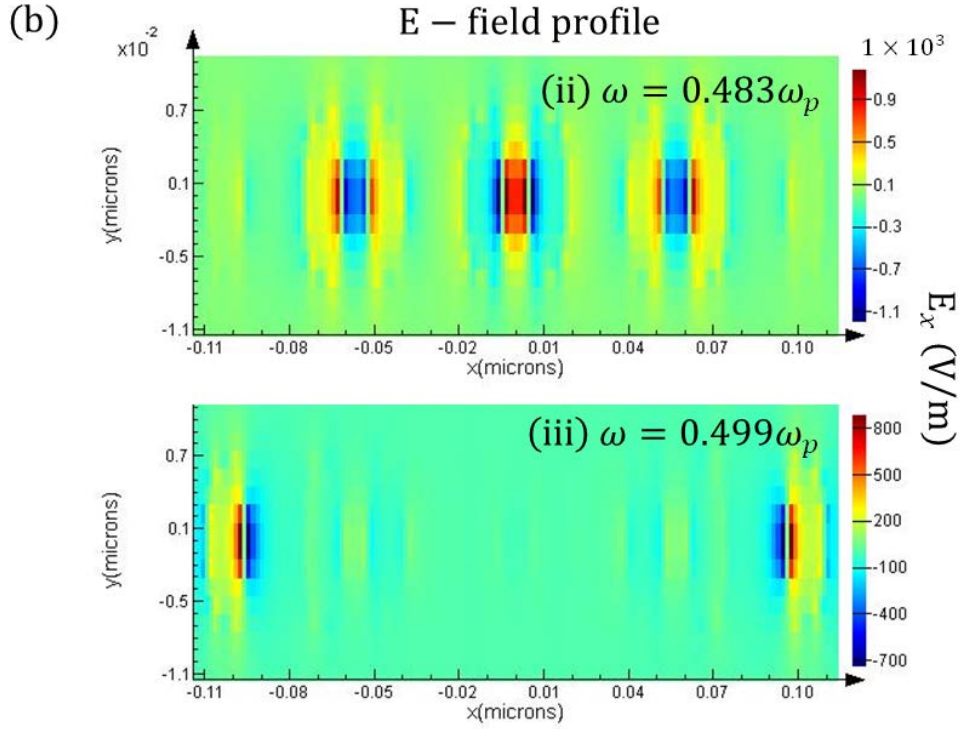 (b)
E − field profile
x10⁻²
1 × 10³
(ii) ω = 0.483ωₚ
0.7
0.1
-0.5
-1.1
y(microns)
-0.11 -0.08 -0.05 -0.02 0.01 0.04 0.07 0.10
x(microns)
0.9
0.5
0.1
-0.3
-0.7
-1.1
Eₓ (V/m)
(iii) ω = 0.499ωₚ
0.7
0.1
-0.5
-1.1
y(microns)
-0.11 -0.08 -0.05 -0.02 0.01 0.04 0.07 0.10
x(microns)
800
500
200
-100
-400
-700